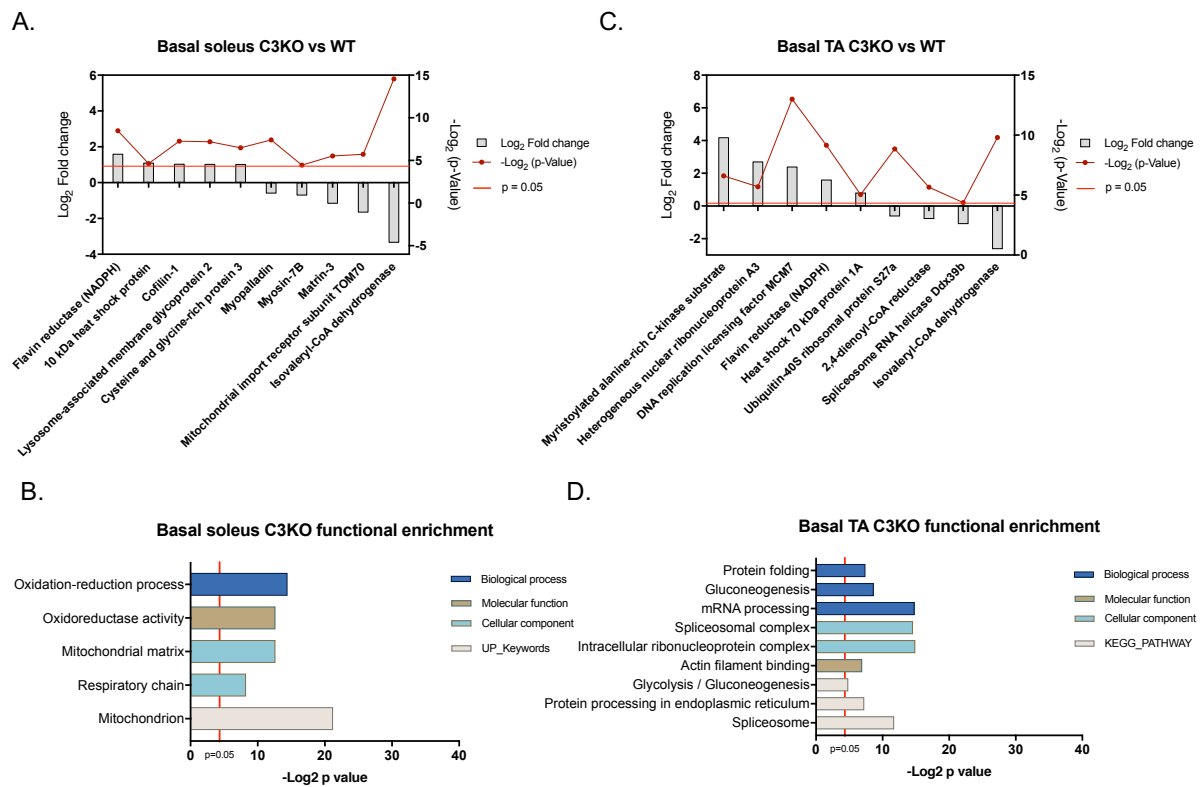 A.
Basal soleus C3KO vs WT
6
4
2
0
-2
-4
Log2 Fold change
15
10
5
0
-5
-Log2 (p-Value)
Log2 Fold change
-Log2 (p-Value)
p = 0.05
Flavin reductase (NADPH)
10 kDa heat shock protein
Cofilin-1
Lysosome-associated membrane glycoprotein 2
Cysteine and glycine-rich protein 3
Myopalladin
Myosin-7B
Matrin-3
Mitochondrial import receptor subunit TOM70
Isovaleryl-CoA dehydrogenase
C.
Basal TA C3KO vs WT
8
6
4
2
0
-2
Log2 Fold change
15
10
5
0
-Log2 (p-Value)
Log2 Fold change
-Log2 (p-Value)
p = 0.05
Myristoylated alanine-rich C-kinase substrate
Heterogeneous nuclear ribonucleoprotein A3
DNA replication licensing factor MCM7
Flavin reductase (NADPH)
Heat shock 70 kDa protein 1A
Ubiquitin-40S ribosomal protein S27a
2,4-dienoyl-CoA reductase
Spliceosome RNA helicase Ddx39b
Isovaleryl-CoA dehydrogenase
B.
Basal soleus C3KO functional enrichment
Oxidation-reduction process
Oxidoreductase activity
Mitochondrial matrix
Respiratory chain
Mitochondrion
0
p=0.05
10
20
30
40
-Log2 p value
Biological process
Molecular function
Cellular component
UP_Keywords
D.
Basal TA C3KO functional enrichment
Protein folding
Gluconeogenesis
mRNA processing
Spliceosomal complex
Intracellular ribonucleoprotein complex
Actin filament binding
Glycolysis / Gluconeogenesis
Protein processing in endoplasmic reticulum
Spliceosome
0
p=0.05
10
20
30
40
-Log2 p value
Biological process
Molecular function
Cellular component
KEGG_PATHWAY